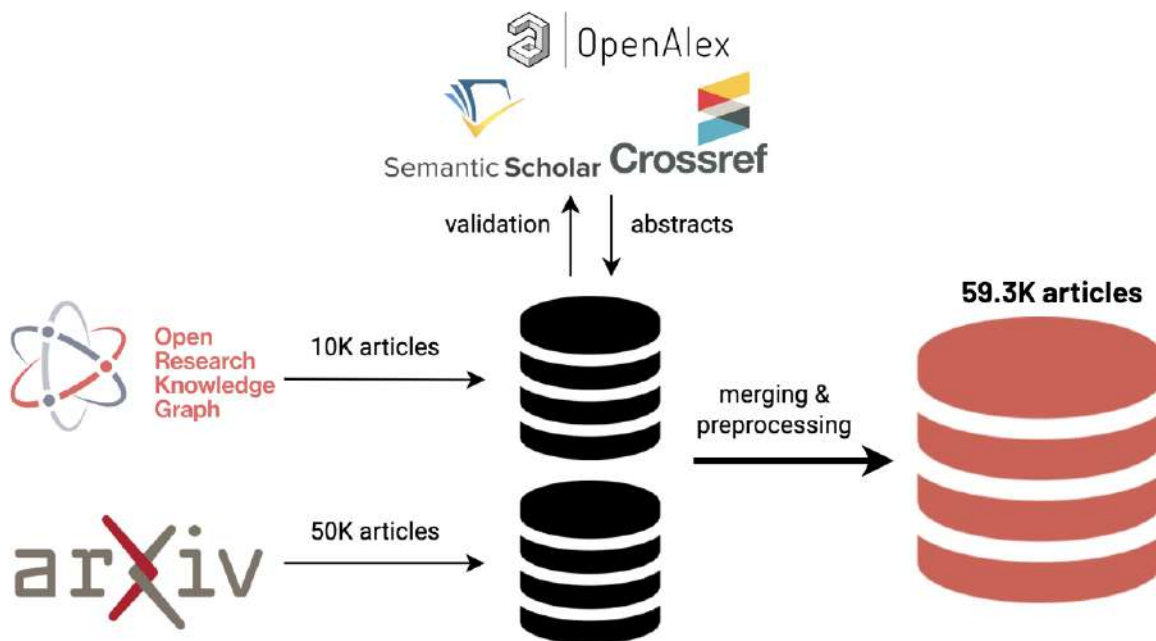 OpenAlex
Semantic Scholar
Crossref
validation
abstracts
59.3K articles
Open
Research
Knowledge
Graph
10K articles
merging &
preprocessing
arXiv
50K articles